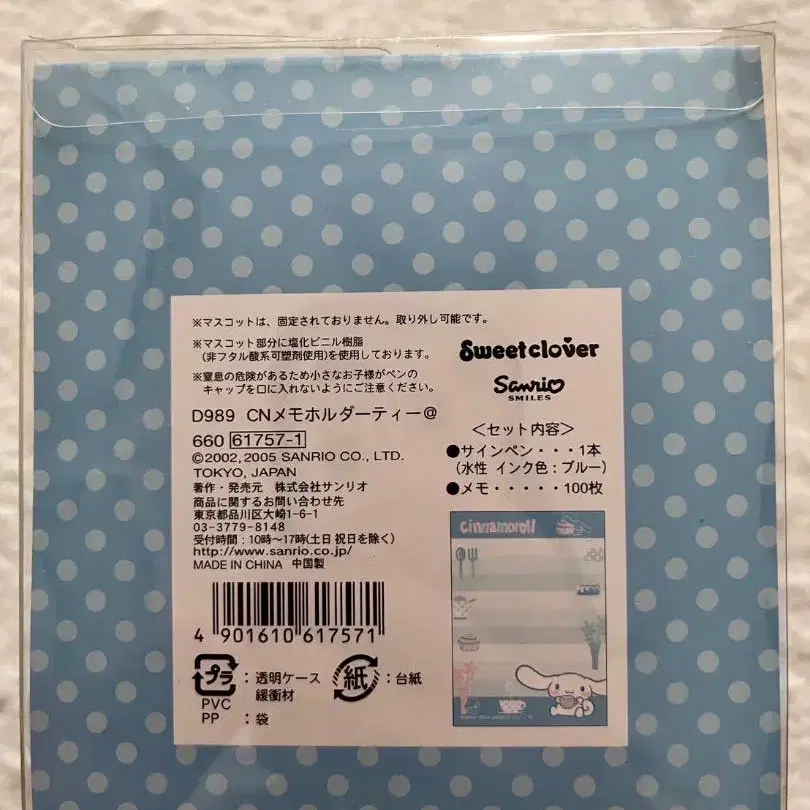 ※マスコットは、固定されておりません。取り外し可能です。
※マスコット部分に塩化ビニル樹脂
(非フタル酸系可塑剤使用)を使用しております。
※窒息の危険があるため小さなお子様がペンの
キャップを口に入れないようにご注意ください。
D989 CNメモホルダーティー@
660 61757-1
©2002, 2005 SANRIO CO., LTD.
TOKYO, JAPAN
著作・発売元 株式会社サンリオ
商品に関するお問い合わせ先
東京都品川区大崎1-6-1
03-3779-8148
受付時間:10時〜17時(土日 祝日を除く)
http://www.sanrio.co.jp/
MADE IN CHINA 中国製
4 901610 617571
プラ :透明ケース
緩衝材
PVC
PP :袋
紙 :台紙
Sweetclover
Sanrio
SMILES
<セット内容>
●サインペン・・・1本
(水性 インク色:ブルー)
●メモ・・・・・100枚
cinnamoroll